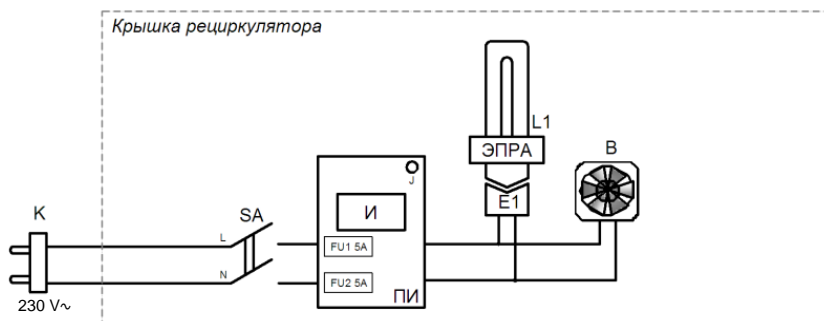 Крышка рециркулятора
L1
ЭПРА
B
J
E1
И
K
SA
L
FU1 5A
N
FU2 5A
ПИ
230 V~